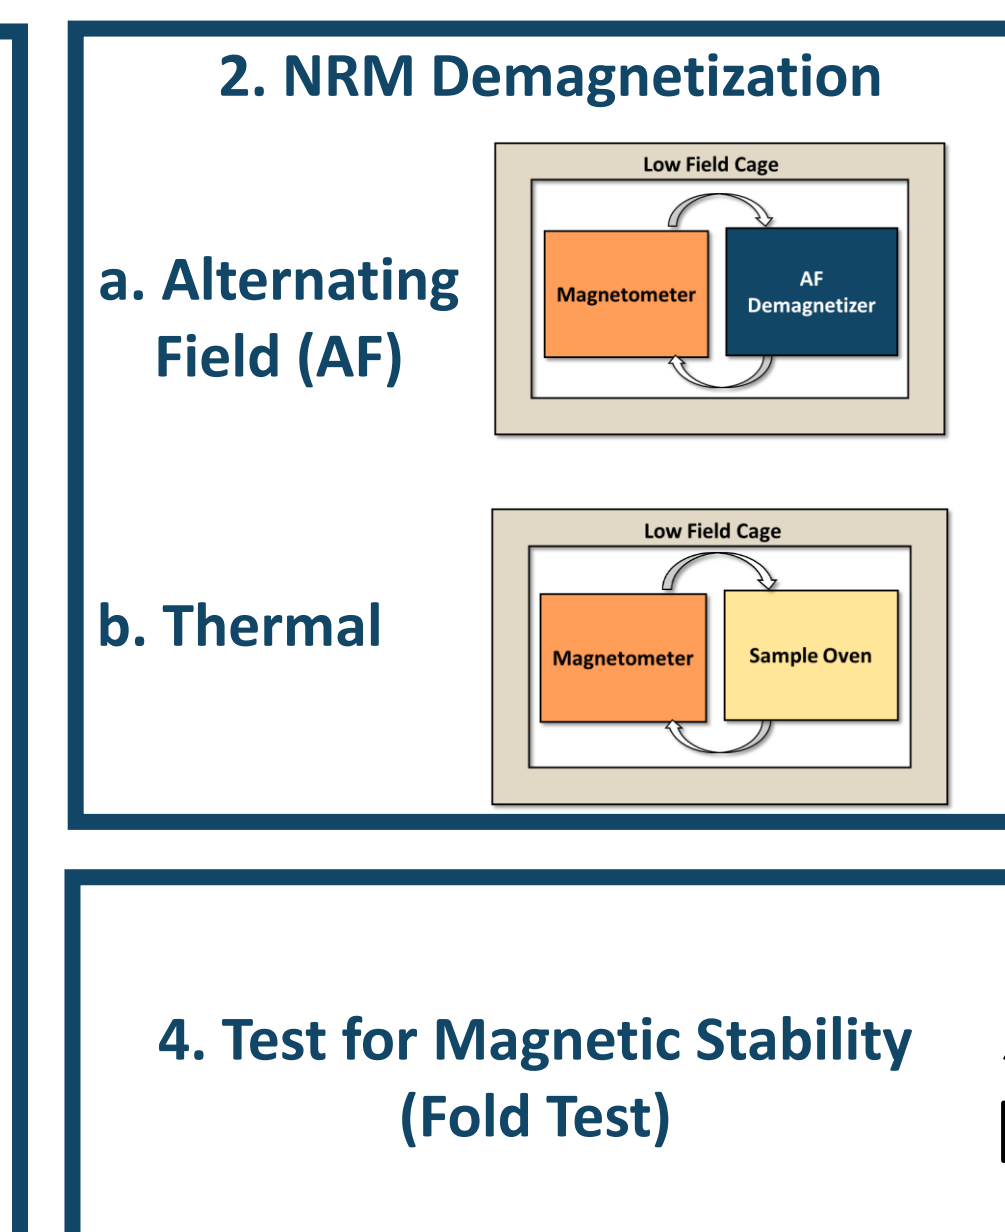 2. NRM Demagnetization
a. Alternating
Field (AF)
Low Field Cage
Magnetometer
AF
Demagnetizer
b. Thermal
Low Field Cage
Magnetometer
Sample Oven
4. Test for Magnetic Stability
(Fold Test)